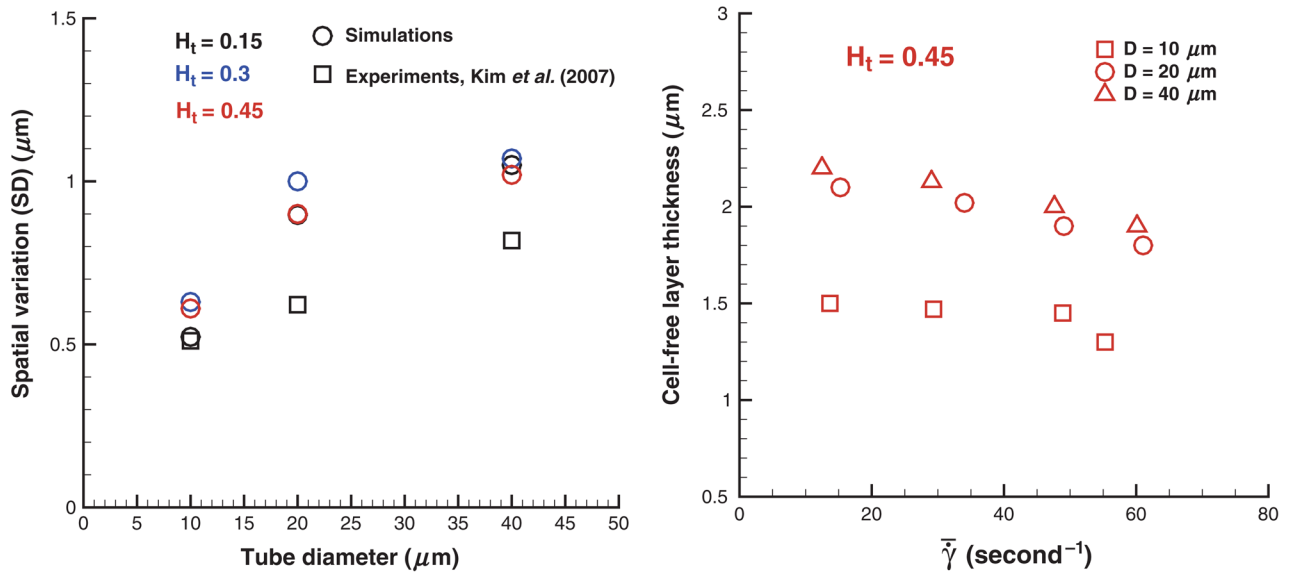 1.5
1
0.5
0
0
5
10
15
20
25
30
35
40
45
50
Spatial variation (SD) (μm)
Tube diameter (μm)
Hₜ = 0.15
Hₜ = 0.3
Hₜ = 0.45
Simulations
Experiments, Kim et al. (2007)
3
2.5
2
1.5
1
0.5
0
20
40
60
80
Cell-free layer thickness (μm)
γ̇̅ (second⁻¹)
Hₜ = 0.45
D = 10 μm
D = 20 μm
D = 40 μm